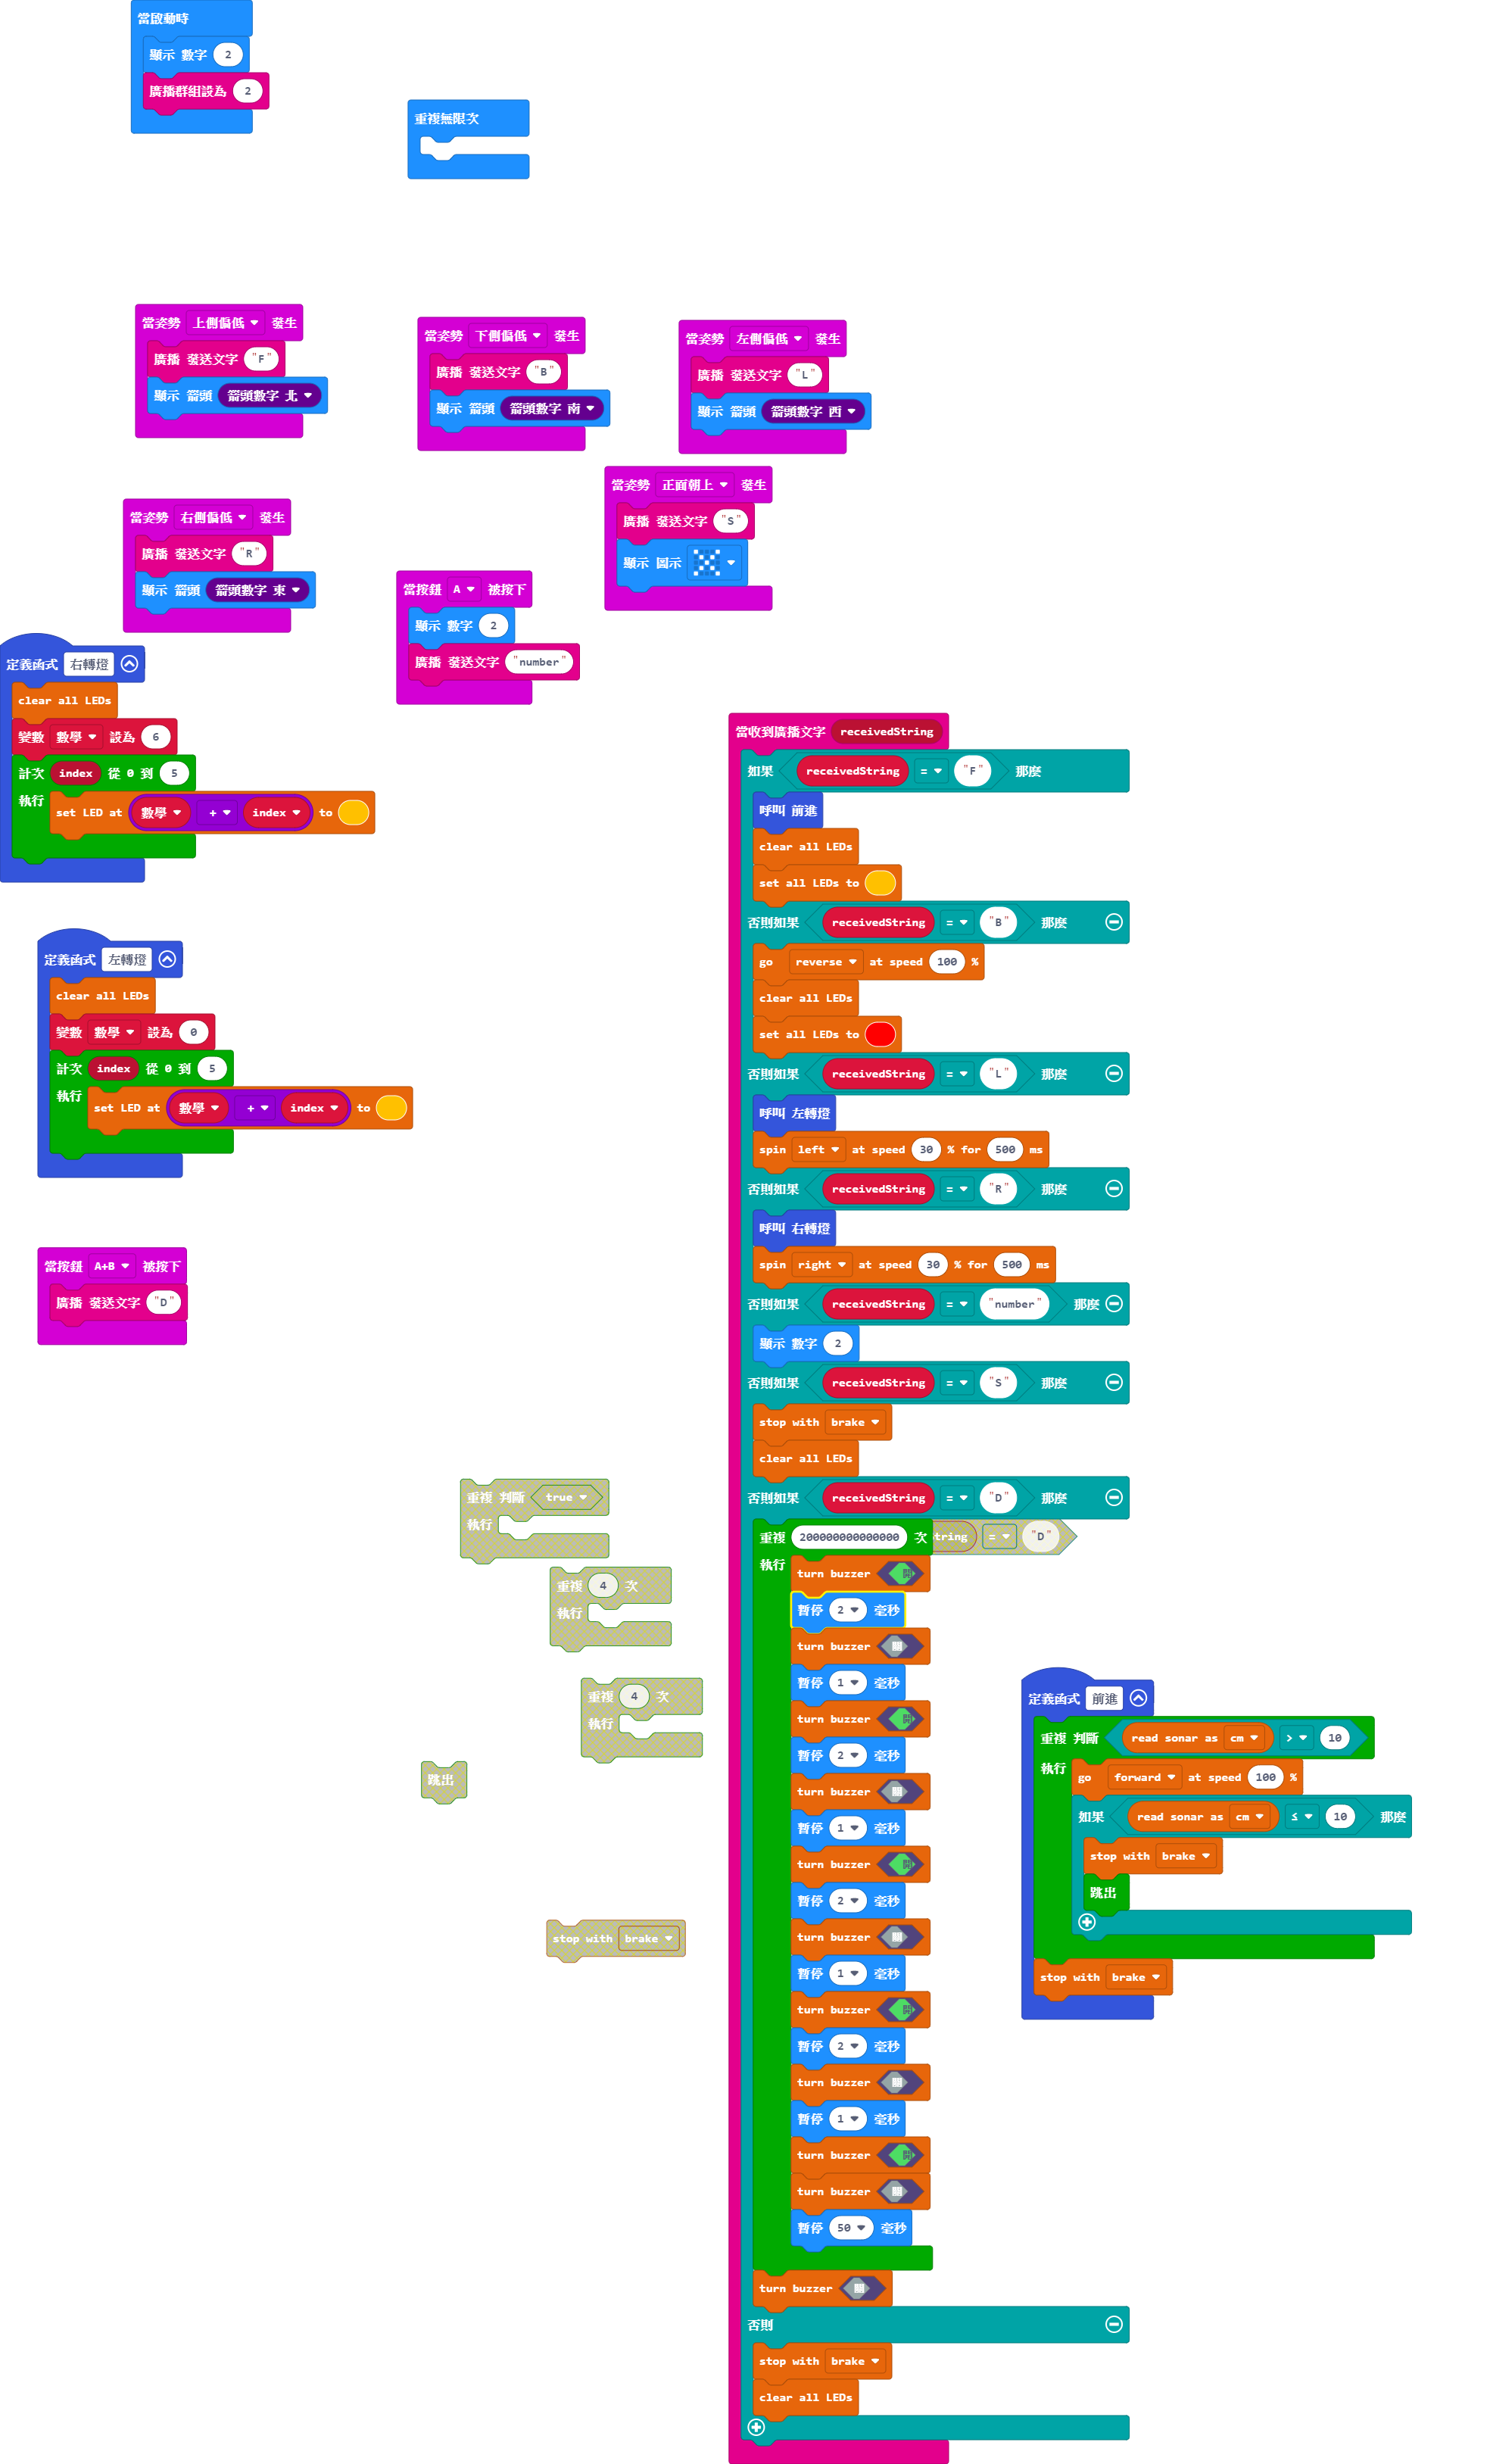 當啟動時
顯示 數字 2
廣播群組設為 2
重複無限次
當姿勢 上側偏低 發生
廣播 發送文字 "F"
顯示 箭頭 箭頭數字 北
當姿勢 下側偏低 發生
廣播 發送文字 "B"
顯示 箭頭 箭頭數字 南
當姿勢 左側偏低 發生
廣播 發送文字 "L"
顯示 箭頭 箭頭數字 西
當姿勢 正面朝上 發生
廣播 發送文字 "S"
顯示 圖示
當姿勢 右側偏低 發生
廣播 發送文字 "R"
顯示 箭頭 箭頭數字 東
當按鈕 A 被按下
顯示 數字 2
廣播 發送文字 "number"
定義函式 右轉燈
clear all LEDs
變數 數學 設為 6
計次 index 從 0 到 5
執行
set LED at 數學 + index to
定義函式 左轉燈
clear all LEDs
變數 數學 設為 0
計次 index 從 0 到 5
執行
set LED at 數學 + index to
當按鈕 A+B 被按下
廣播 發送文字 "D"
當收到廣播文字 receivedString
如果 receivedString = "F" 那麼
呼叫 前進
clear all LEDs
set all LEDs to
否則如果 receivedString = "B" 那麼
go reverse at speed 100 %
clear all LEDs
set all LEDs to
否則如果 receivedString = "L" 那麼
呼叫 左轉燈
spin left at speed 30 % for 500 ms
否則如果 receivedString = "R" 那麼
呼叫 右轉燈
spin right at speed 30 % for 500 ms
否則如果 receivedString = "number" 那麼
顯示 數字 2
否則如果 receivedString = "S" 那麼
stop with brake
clear all LEDs
否則如果 receivedString = "D" 那麼
重複 200000000000000 次
tring = "D"
執行
turn buzzer 開
暫停 2 毫秒
turn buzzer 關
暫停 1 毫秒
turn buzzer 開
暫停 2 毫秒
turn buzzer 關
暫停 1 毫秒
turn buzzer 開
暫停 2 毫秒
turn buzzer 關
暫停 1 毫秒
turn buzzer 開
暫停 2 毫秒
turn buzzer 關
暫停 1 毫秒
turn buzzer 開
turn buzzer 關
暫停 50 毫秒
turn buzzer 關
否則
stop with brake
clear all LEDs
重複 判斷 true
執行
重複 4 次
執行
重複 4 次
執行
跳出
stop with brake
定義函式 前進
重複 判斷 read sonar as cm > 10
執行
go forward at speed 100 %
如果 read sonar as cm ≤ 10 那麼
stop with brake
跳出
stop with brake